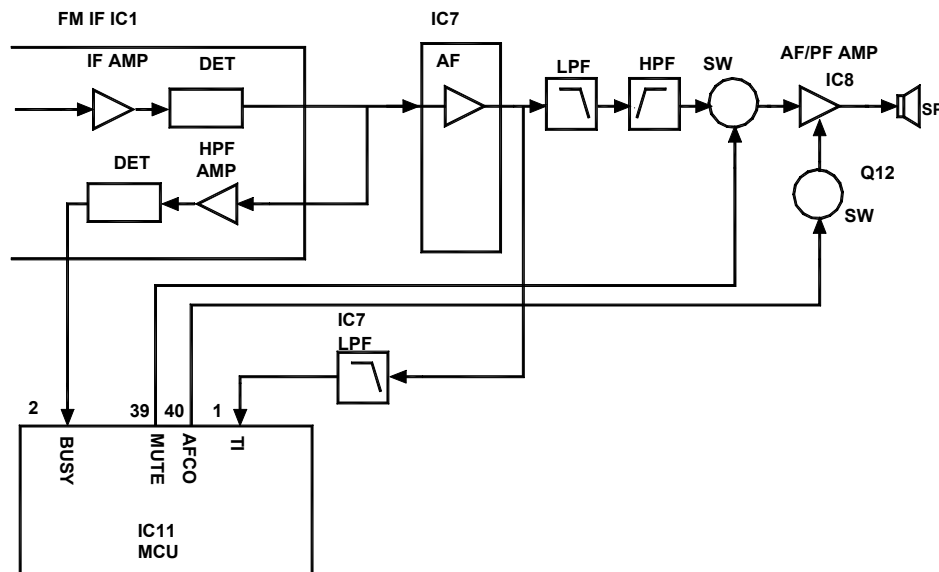 FM IF IC1
IC7
IF AMP
DET
AF
LPF
HPF
SW
AF/PF AMP
IC8
DET
HPF
AMP
Q12
SW
IC7
LPF
2
39
40
1
BUSY
MUTE
AFCO
TI
IC11
MCU